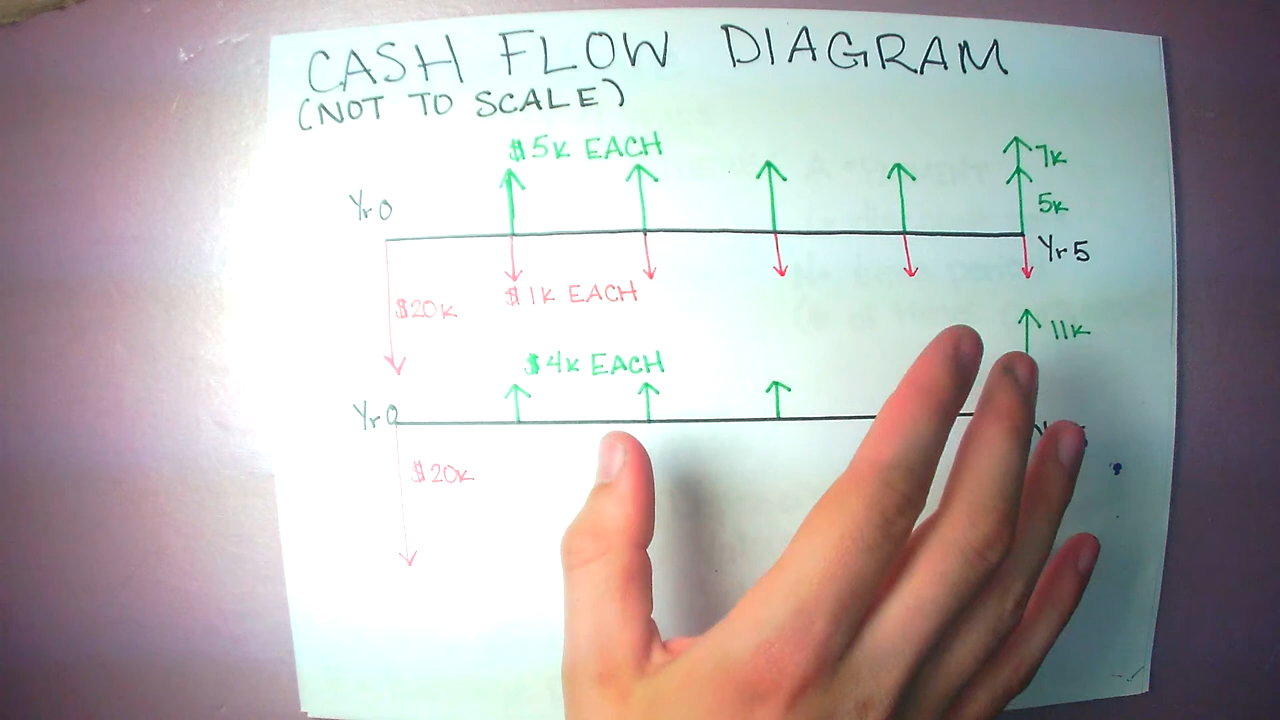 CASH FLOW DIAGRAM
(NOT TO SCALE)
$5K EACH
7K
Yr 0
5K
Yr 5
$1K EACH
$20K
11K
$4K EACH
Yr 0
$20K